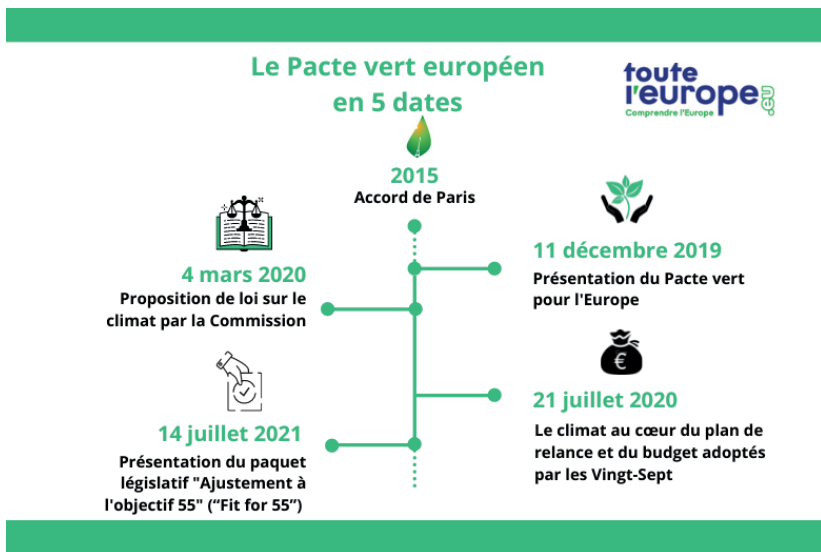 Le Pacte vert européen
en 5 dates
toute
l'europe.eu
Comprendre l'Europe
2015
Accord de Paris
11 décembre 2019
Présentation du Pacte vert
pour l'Europe
4 mars 2020
Proposition de loi sur le
climat par la Commission
€
21 juillet 2020
Le climat au cœur du plan de
relance et du budget adoptés
par les Vingt-Sept
14 juillet 2021
Présentation du paquet
législatif "Ajustement à
l'objectif 55" (“Fit for 55”)